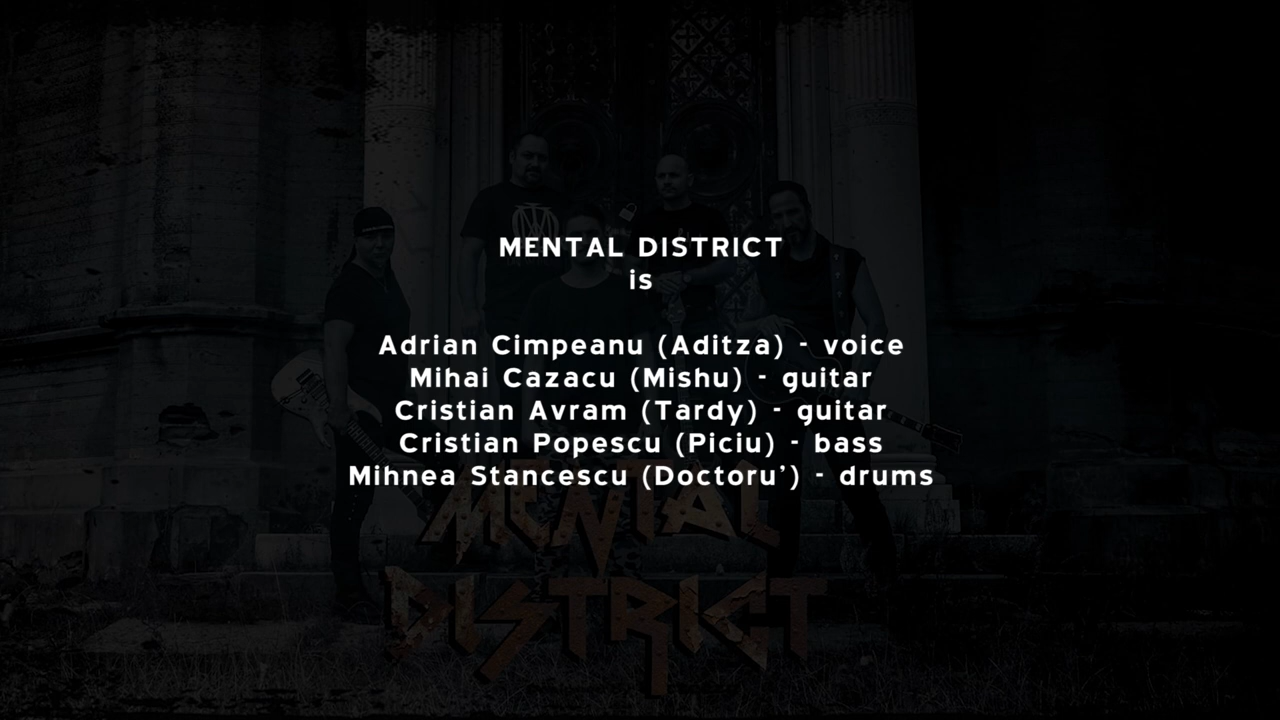 MENTAL DISTRICT
is
Adrian Cimpeanu (Aditza) - voice
Mihai Cazacu (Mishu) - guitar
Cristian Avram (Tardy) - guitar
Cristian Popescu (Piciu) - bass
Mihnea Stancescu (Doctoru') - drums
MENTAL
DISTRICT